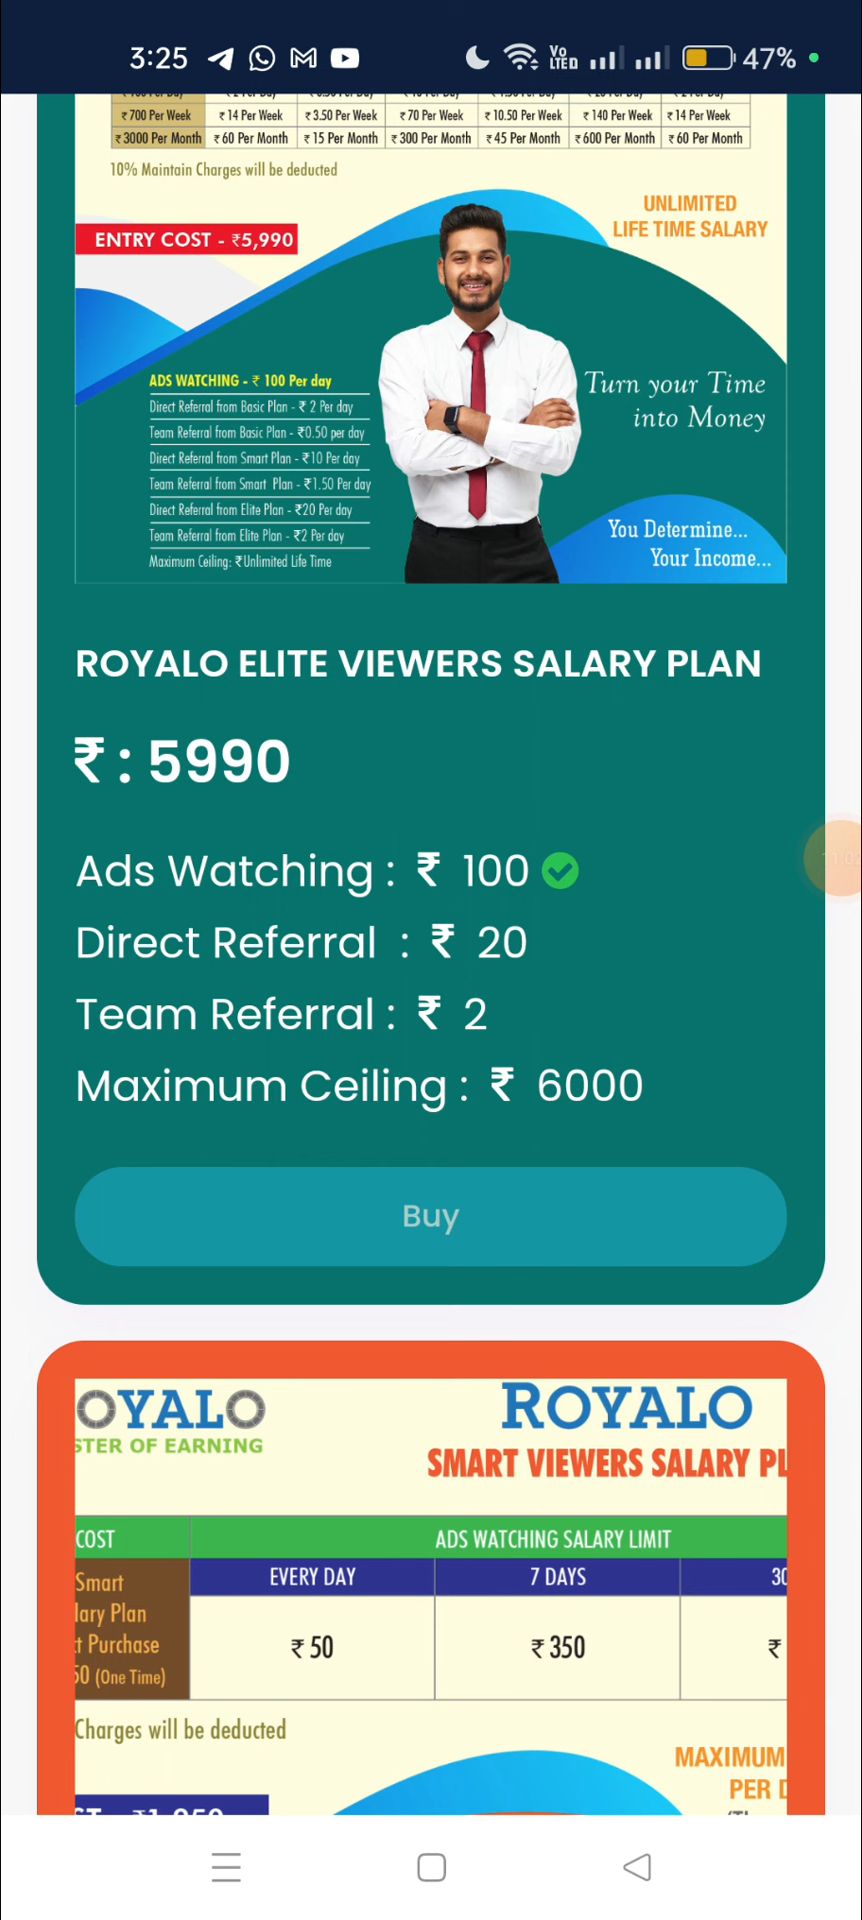 3:25 Vo LTED 47%
₹ 700 Per Week ₹ 14 Per Week ₹ 3.50 Per Week ₹ 70 Per Week ₹ 10.50 Per Week ₹ 140 Per Week ₹ 14 Per Week
₹ 3000 Per Month ₹ 60 Per Month ₹ 15 Per Month ₹ 300 Per Month ₹ 45 Per Month ₹ 600 Per Month ₹ 60 Per Month
10% Maintain Charges will be deducted
UNLIMITED
LIFE TIME SALARY
ENTRY COST - ₹5,990
ADS WATCHING - ₹ 100 Per day
Direct Referral from Basic Plan - ₹ 2 Per day
Team Referral from Basic Plan - ₹0.50 per day
Direct Referral from Smart Plan - ₹10 Per day
Team Referral from Smart Plan - ₹1.50 Per day
Direct Referral from Elite Plan - ₹20 Per day
Team Referral from Elite Plan - ₹2 Per day
Maximum Ceiling: ₹ Unlimited Life Time
Turn your Time
into Money
You Determine...
Your Income...
ROYALO ELITE VIEWERS SALARY PLAN
₹ : 5990
Ads Watching : ₹ 100
Direct Referral : ₹ 20
Team Referral : ₹ 2
Maximum Ceiling : ₹ 6000
Buy
OYALO
STER OF EARNING
ROYALO
SMART VIEWERS SALARY PL
COST
ADS WATCHING SALARY LIMIT
EVERY DAY 7 DAYS 30
Smart
lary Plan
t Purchase
50 (One Time)
₹ 50 ₹ 350 ₹
Charges will be deducted
MAXIMUM
PER D